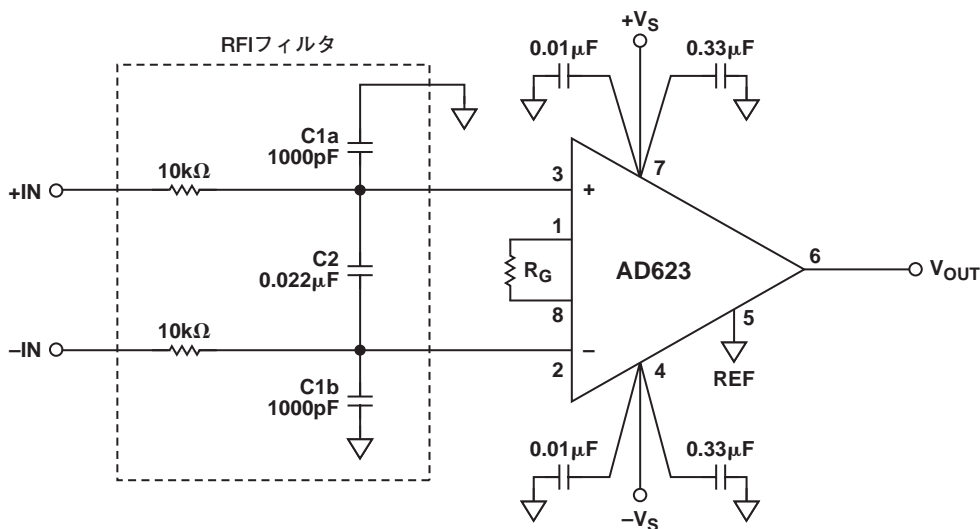 RFIフィルタ
+VS
0.01μF
0.33μF
C1a
1000pF
10kΩ
+IN
3
+
7
1
RG
8
C2
0.022μF
AD623
6
VOUT
10kΩ
–IN
2
–
5
REF
4
C1b
1000pF
0.01μF
0.33μF
–VS